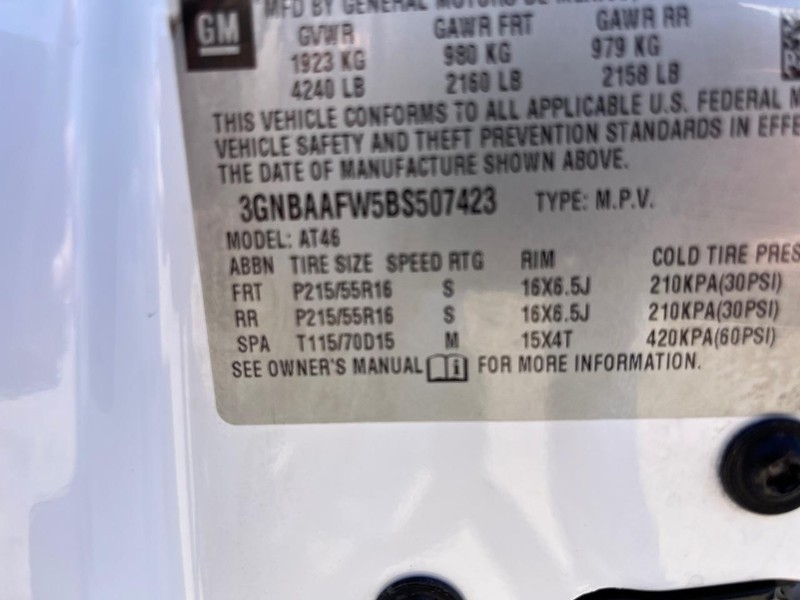 GM
MFD BY GENERAL MOTORS DE
GVWR GAWR FRT GAWR RR
1923 KG 980 KG 979 KG
4240 LB 2160 LB 2158 LB
THIS VEHICLE CONFORMS TO ALL APPLICABLE U.S. FEDERAL M
VEHICLE SAFETY AND THEFT PREVENTION STANDARDS IN EFFE
THE DATE OF MANUFACTURE SHOWN ABOVE.
3GNBAAFW5BS507423 TYPE: M.P.V.
MODEL: AT46
ABBN TIRE SIZE SPEED RTG RIM COLD TIRE PRES
FRT P215/55R16 S 16X6.5J 210KPA(30PSI)
RR P215/55R16 S 16X6.5J 210KPA(30PSI)
SPA T115/70D15 M 15X4T 420KPA(60PSI)
SEE OWNER'S MANUAL i FOR MORE INFORMATION.